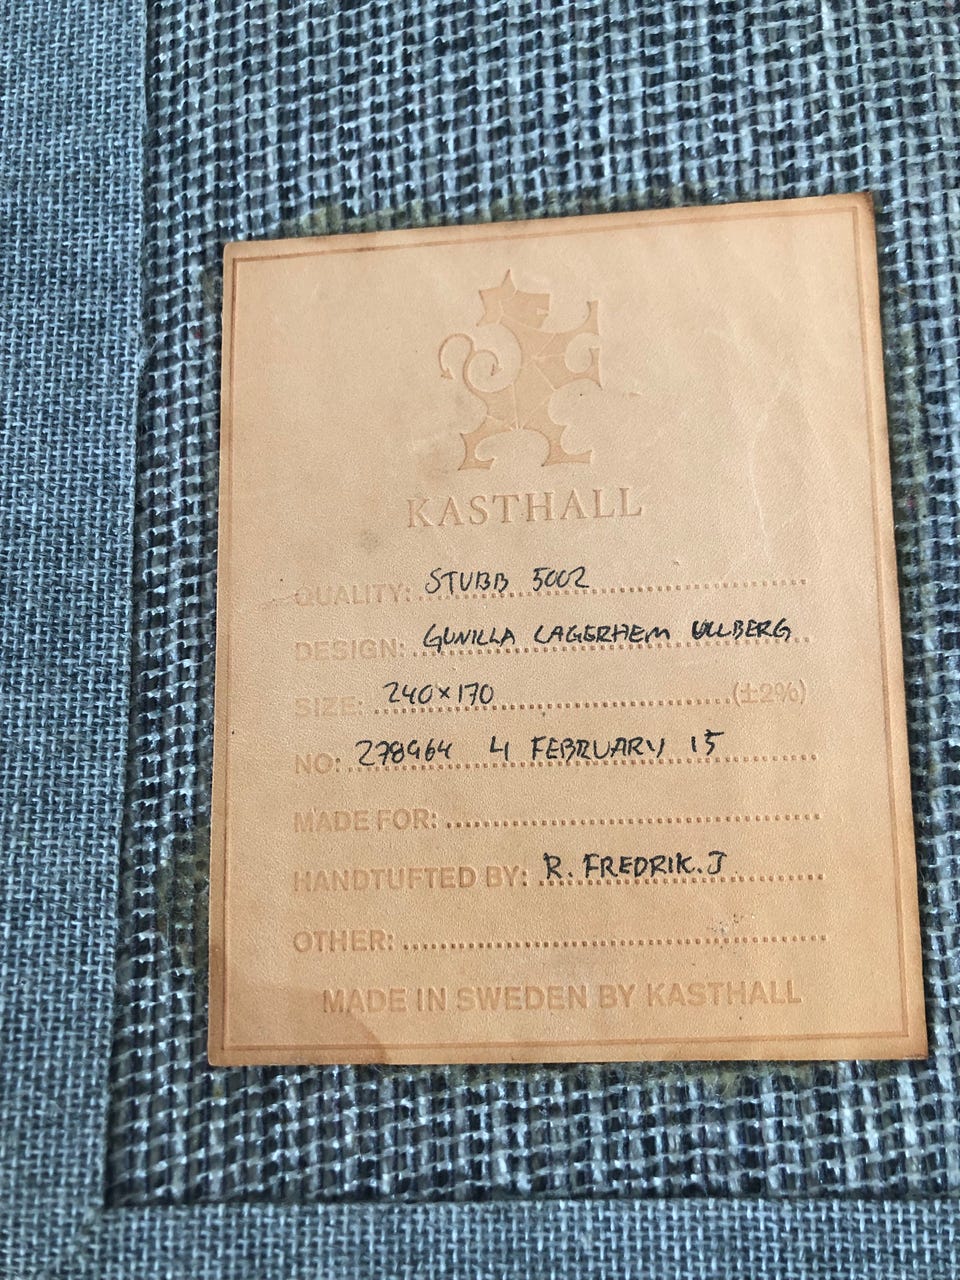 KASTHALL
QUALITY: STUBB 5002
DESIGN: GUNILLA LAGERHEM ULLBERG
SIZE: 240×170 (±2%)
NO: 278964 4 FEBRUARY 15
MADE FOR:
HANDTUFTED BY: R. FREDRIK.J
OTHER:
MADE IN SWEDEN BY KASTHALL